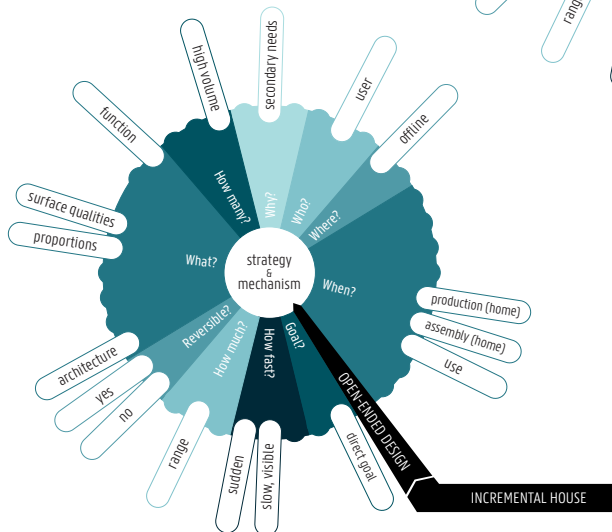 strategy
&
mechanism
Why?
secondary needs
Who?
user
Where?
offline
When?
production (home)
assembly (home)
use
Goal?
direct goal
How fast?
slow, visible
sudden
How much?
range
Reversible?
no
yes
What?
architecture
proportions
surface qualities
function
How many?
high volume
OPEN-ENDED DESIGN
INCREMENTAL HOUSE